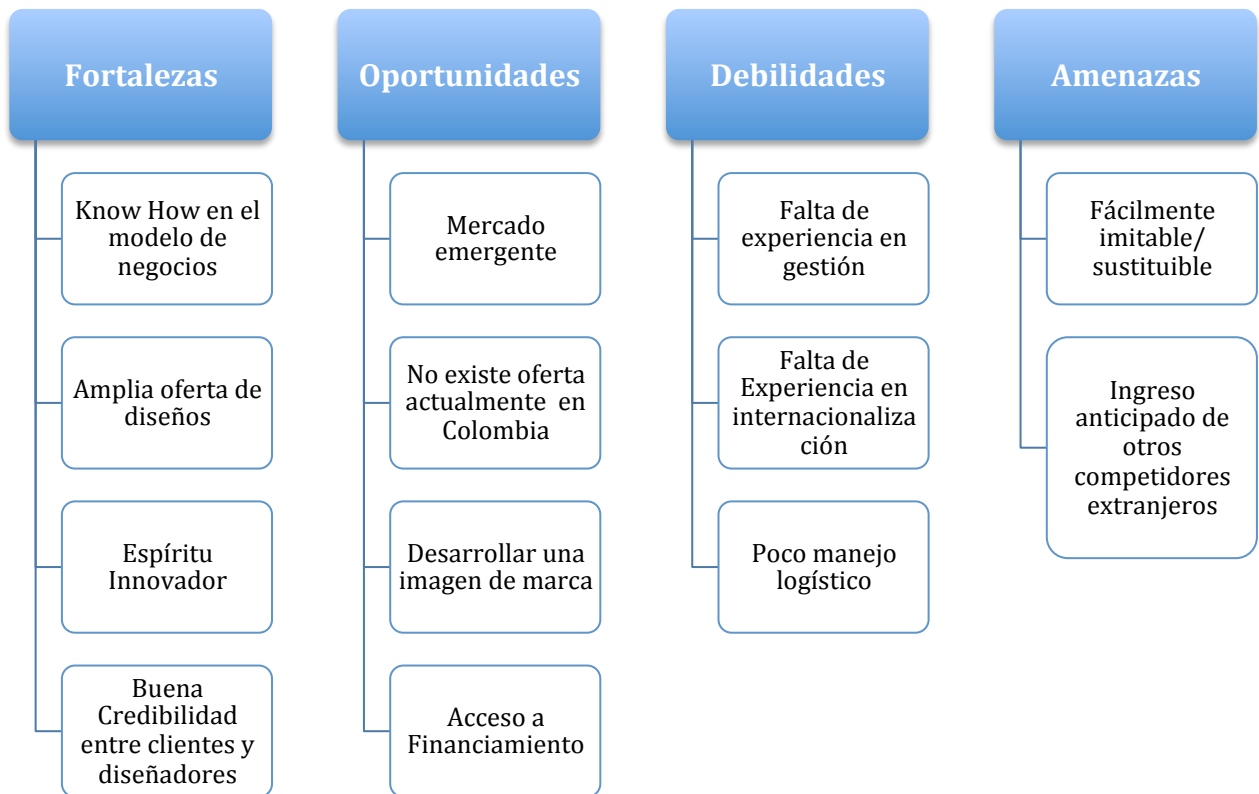 Fortalezas
Know How en el
modelo de
negocios
Amplia oferta de
diseños
Espíritu
Innovador
Buena
Credibilidad
entre clientes y
diseñadores
Oportunidades
Mercado
emergente
No existe oferta
actualmente en
Colombia
Desarrollar una
imagen de marca
Acceso a
Financiamiento
Debilidades
Falta de
experiencia en
gestión
Falta de
Experiencia en
internacionaliza
ción
Poco manejo
logístico
Amenazas
Fácilmente
imitable/
sustituible
Ingreso
anticipado de
otros
competidores
extranjeros